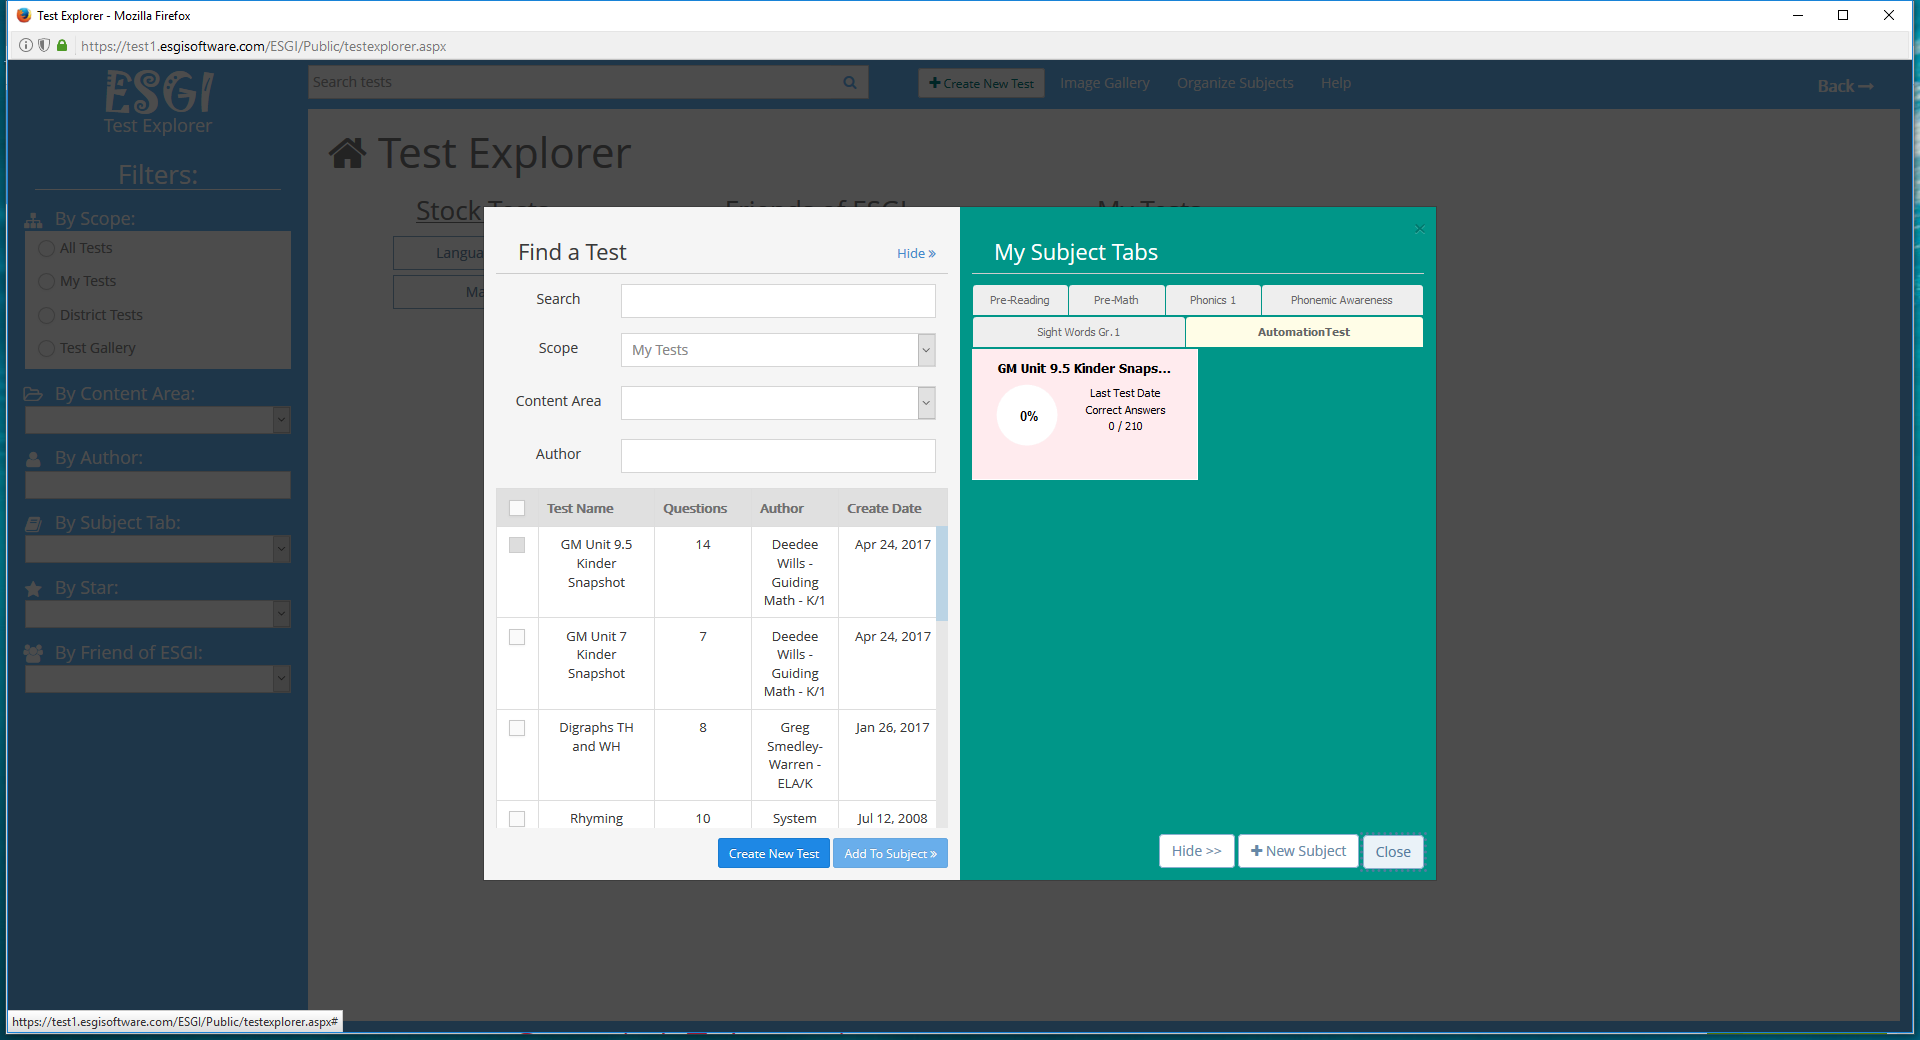 Test Explorer - Mozilla Firefox
https://test1.esgisoftware.com/ESGI/Public/testexplorer.aspx
ESGI
Test Explorer
Search tests
Create New Test
Image Gallery
Organize Subjects
Help
Back
Filters:
By Scope:
All Tests
My Tests
District Tests
Test Gallery
By Content Area:
By Author:
By Subject Tab:
By Star:
By Friend of ESGI:
Test Explorer
Stock Tests
Friends of ESGI
My Tests
Langua
Ma
Find a Test
Hide »
Search
Scope
My Tests
Content Area
Author
Test Name Questions Author Create Date
GM Unit 9.5 14 Deedee Apr 24, 2017
Kinder Wills -
Snapshot Guiding
Math - K/1
GM Unit 7 7 Deedee Apr 24, 2017
Kinder Wills -
Snapshot Guiding
Math - K/1
Digraphs TH 8 Greg Jan 26, 2017
and WH Smedley-
Warren -
ELA/K
Rhyming 10 System Jul 12, 2008
Create New Test
Add To Subject »
My Subject Tabs
×
Pre-Reading
Pre-Math
Phonics 1
Phonemic Awareness
Sight Words Gr.1
AutomationTest
GM Unit 9.5 Kinder Snaps...
0%
Last Test Date
Correct Answers
0 / 210
Hide >>
New Subject
Close
https://test1.esgisoftware.com/ESGI/Public/testexplorer.aspx#